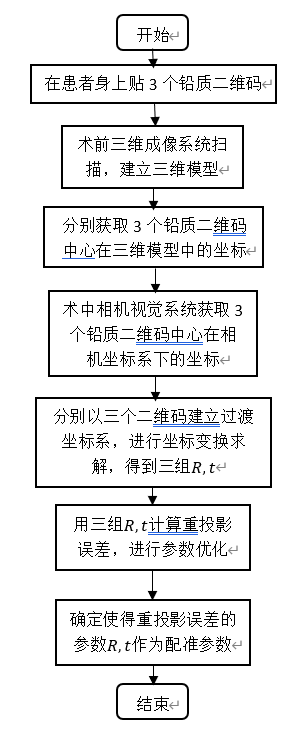 开始
在患者身上贴 3 个铅质二维码
术前三维成像系统扫
描，建立三维模型
分别获取 3 个铅质二维码
中心在三维模型中的坐标
术中相机视觉系统获取 3
个铅质二维码中心在相
机坐标系下的坐标
分别以三个二维码建立过渡
坐标系，进行坐标变换求
解，得到三组R,t
用三组R,t计算重投影
误差，进行参数优化
确定使得重投影误差的
参数R,t作为配准参数
结束